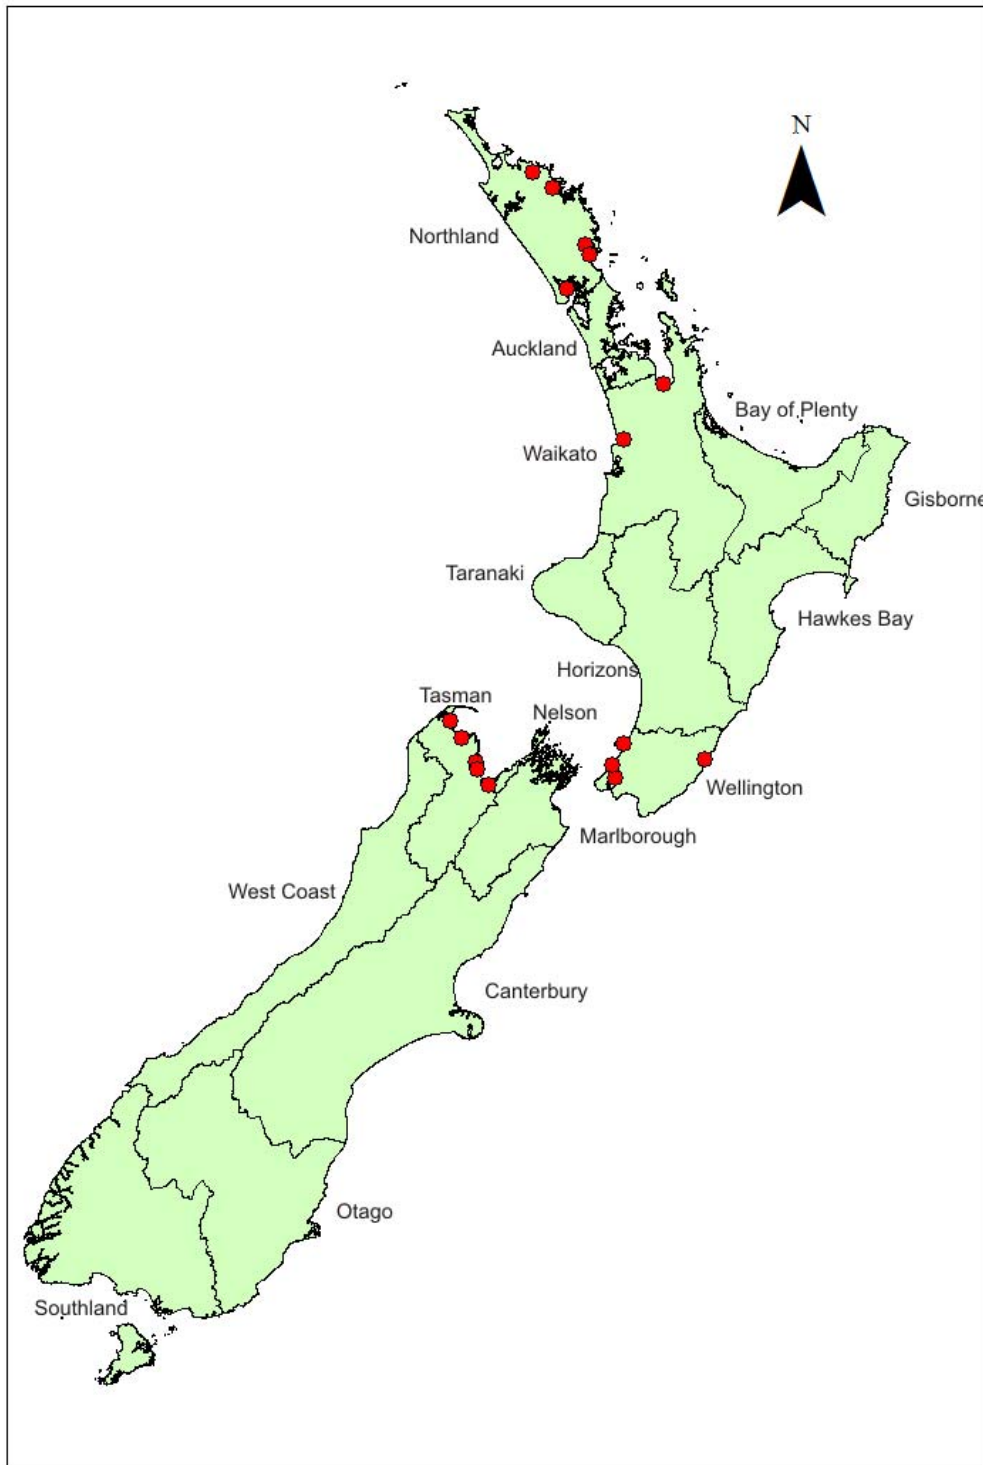 N
Northland
Auckland
Bay of Plenty
Waikato
Gisborne
Taranaki
Hawkes Bay
Horizons
Tasman
Nelson
Wellington
Marlborough
West Coast
Canterbury
Otago
Southland